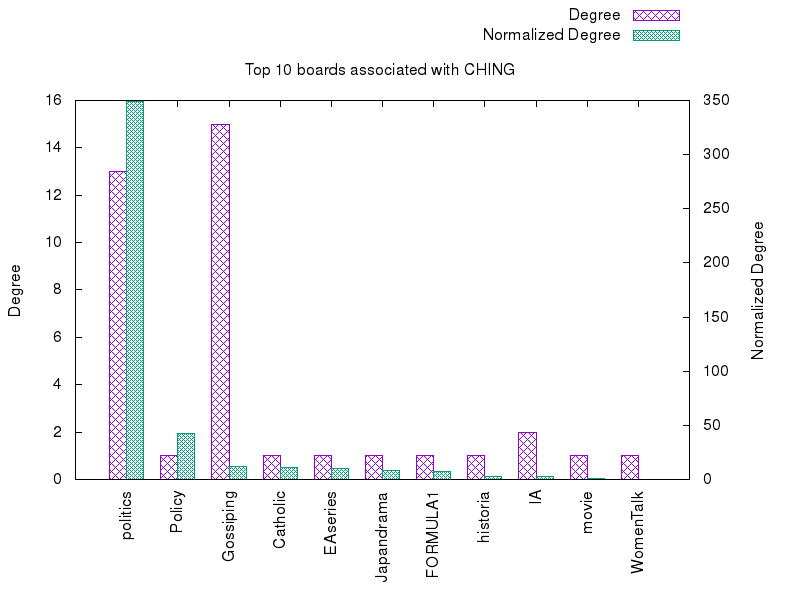 Degree
Normalized Degree
Top 10 boards associated with CHING
16
14
12
10
8
6
4
2
0
350
300
250
200
150
100
50
0
Degree
Normalized Degree
politics
Policy
Gossiping
Catholic
EAseries
Japandrama
FORMULA1
historia
IA
movie
WomenTalk